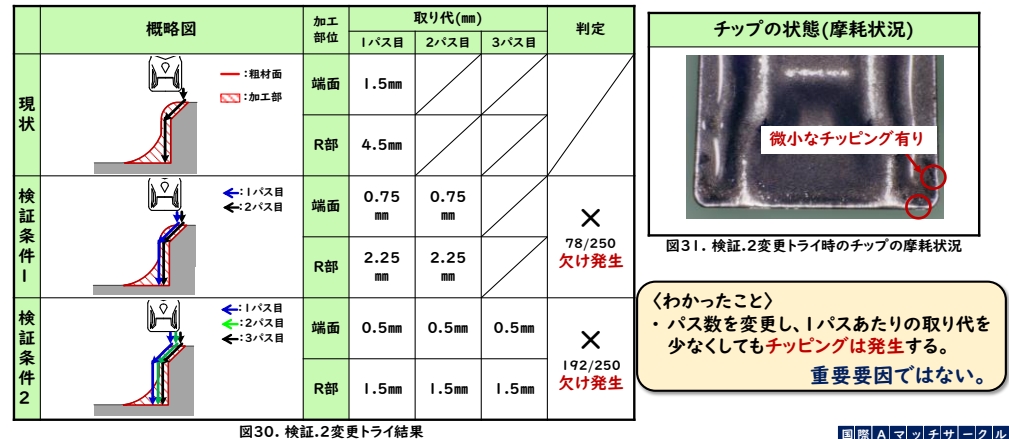 概略図
加工
部位
取り代(㎜)
1パス目
2パス目
3パス目
判定
現状
:粗材面
:加工部
端面
1.5㎜
R部
4.5㎜
検証条件1
:1パス目
:2パス目
端面
0.75
㎜
0.75
㎜
R部
2.25
㎜
2.25
㎜
×
78/250
欠け発生
検証条件2
:1パス目
:2パス目
:3パス目
端面
0.5㎜
0.5㎜
0.5㎜
R部
1.5㎜
1.5㎜
1.5㎜
×
192/250
欠け発生
図30. 検証.2変更トライ結果
チップの状態(摩耗状況)
微小なチッピング有り
図31. 検証.2変更トライ時のチップの摩耗状況
〈わかったこと〉
・ パス数を変更し、1パスあたりの取り代を
少なくしてもチッピングは発生する。
重要要因ではない。
国際Aマッチサークル